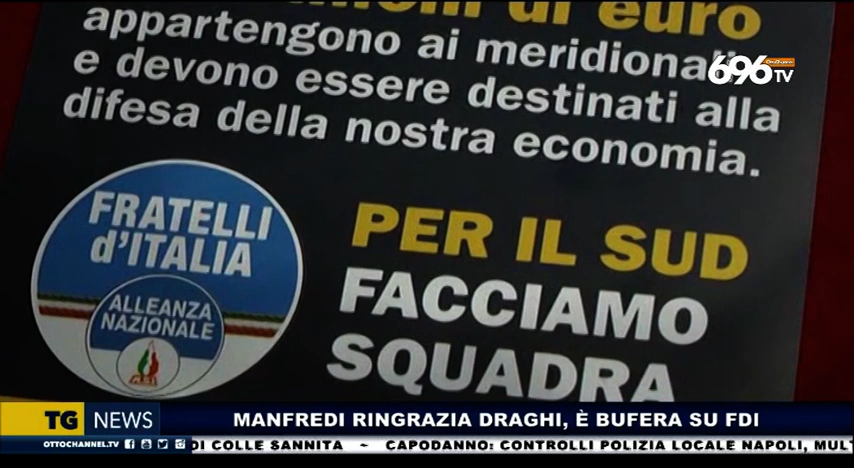 di euro
appartengono ai meridionali
e devono essere destinati alla
difesa della nostra economia.
696 TV
FRATELLI
d'ITALIA
ALLEANZA
NAZIONALE
M.S.I.
PER IL SUD
FACCIAMO
SQUADRA
TG NEWS
MANFREDI RINGRAZIA DRAGHI, È BUFERA SU FDI
OTTOCHANNEL.TV
DI COLLE SANNITA ~ CAPODANNO: CONTROLLI POLIZIA LOCALE NAPOLI, MULT